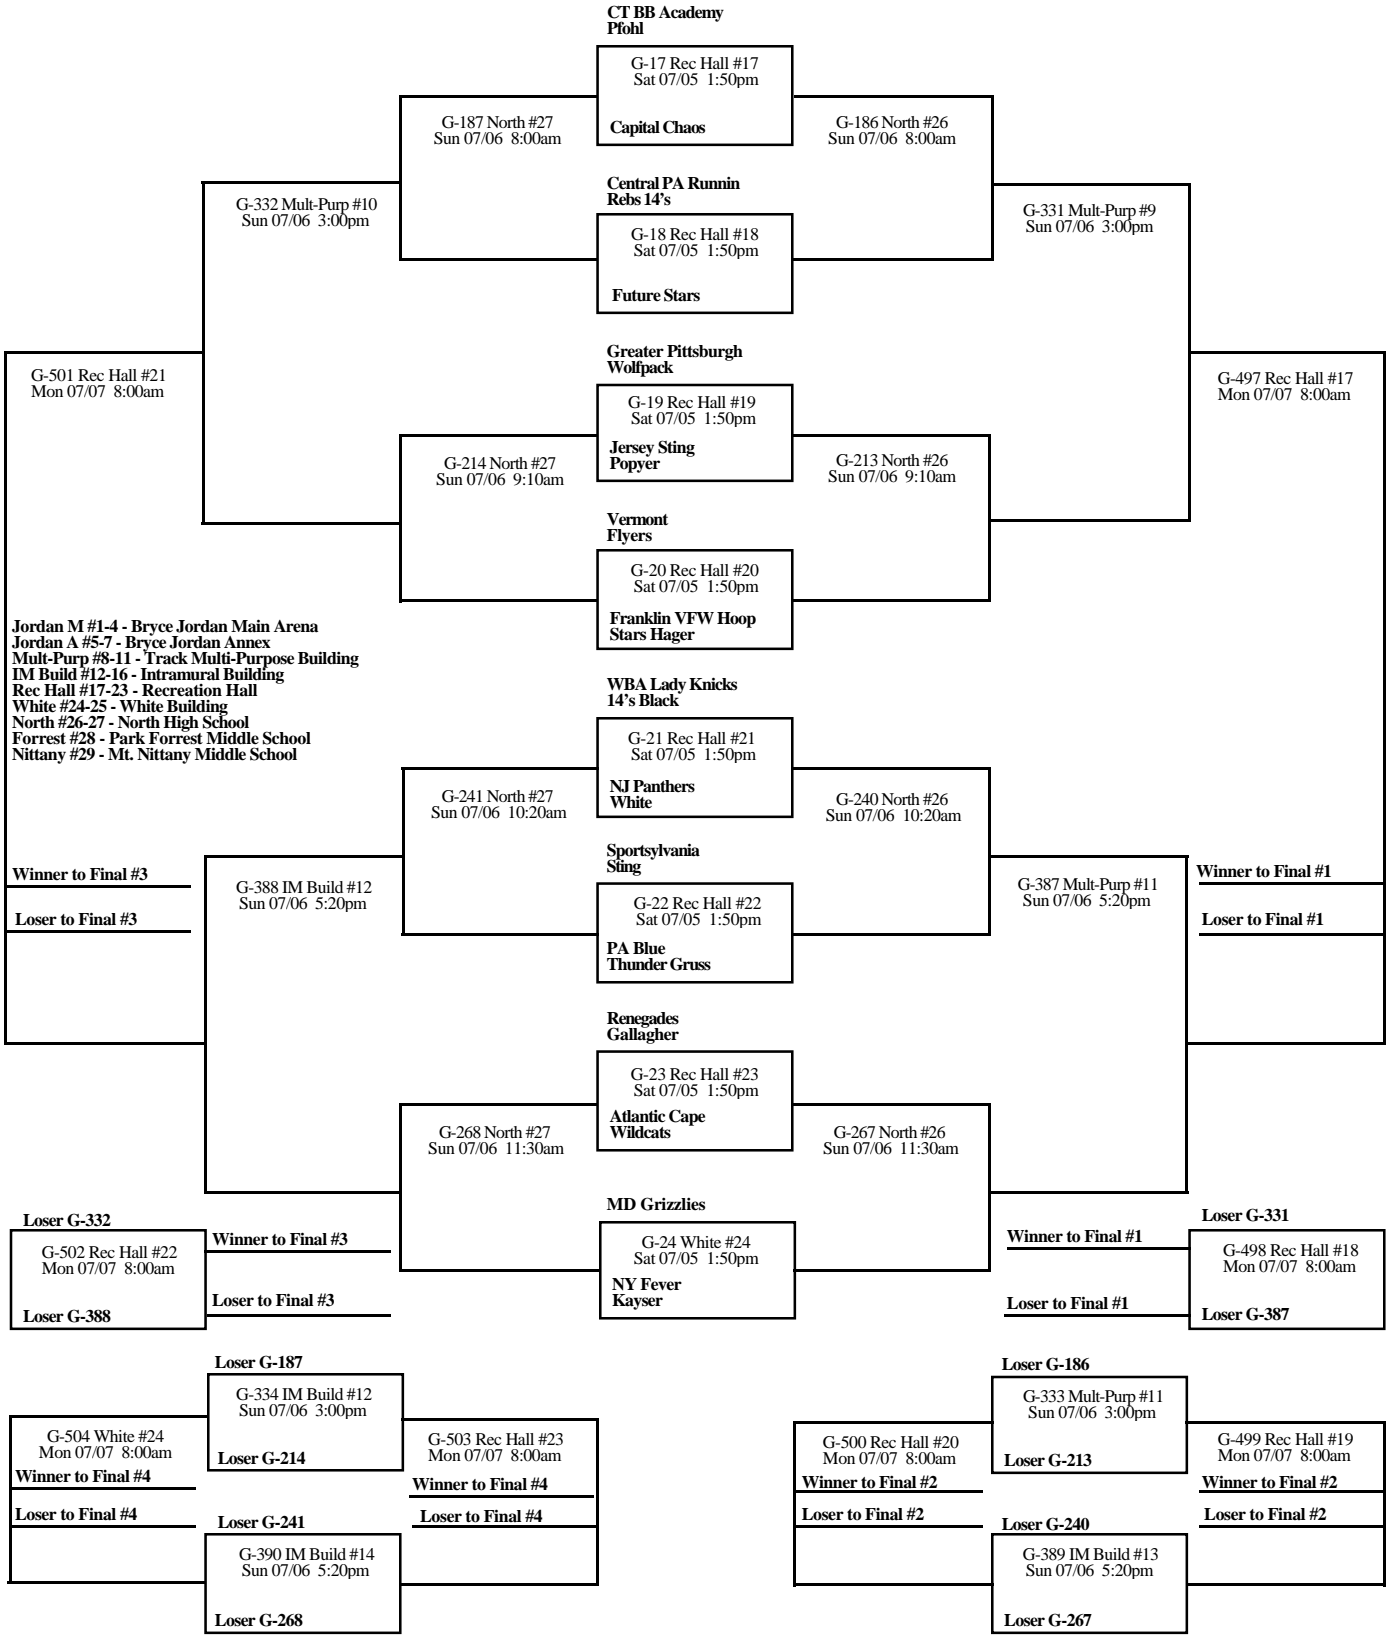 CT BB Academy
Pfohl
G-17 Rec Hall #17
Sat 07/05  1:50pm
Capital Chaos
G-187 North #27
Sun 07/06  8:00am
G-186 North #26
Sun 07/06  8:00am
Central PA Runnin
Rebs 14's
G-18 Rec Hall #18
Sat 07/05  1:50pm
Future Stars
G-332 Mult-Purp #10
Sun 07/06  3:00pm
G-331 Mult-Purp #9
Sun 07/06  3:00pm
Greater Pittsburgh
Wolfpack
G-19 Rec Hall #19
Sat 07/05  1:50pm
Jersey Sting
Popyer
G-501 Rec Hall #21
Mon 07/07  8:00am
G-497 Rec Hall #17
Mon 07/07  8:00am
G-214 North #27
Sun 07/06  9:10am
G-213 North #26
Sun 07/06  9:10am
Vermont
Flyers
G-20 Rec Hall #20
Sat 07/05  1:50pm
Franklin VFW Hoop
Stars Hager
Jordan M #1-4 - Bryce Jordan Main Arena
Jordan A #5-7 - Bryce Jordan Annex
Mult-Purp #8-11 - Track Multi-Purpose Building
IM Build #12-16 - Intramural Building
Rec Hall #17-23 - Recreation Hall
White #24-25 - White Building
North #26-27 - North High School
Forrest #28 - Park Forrest Middle School
Nittany #29 - Mt. Nittany Middle School
WBA Lady Knicks
14's Black
G-21 Rec Hall #21
Sat 07/05  1:50pm
NJ Panthers
White
G-241 North #27
Sun 07/06  10:20am
G-240 North #26
Sun 07/06  10:20am
Sportsylvania
Sting
G-22 Rec Hall #22
Sat 07/05  1:50pm
PA Blue
Thunder Gruss
Winner to Final #3
Loser to Final #3
G-388 IM Build #12
Sun 07/06  5:20pm
G-387 Mult-Purp #11
Sun 07/06  5:20pm
Winner to Final #1
Loser to Final #1
Renegades
Gallagher
G-23 Rec Hall #23
Sat 07/05  1:50pm
Atlantic Cape
Wildcats
G-268 North #27
Sun 07/06  11:30am
G-267 North #26
Sun 07/06  11:30am
MD Grizzlies
G-24 White #24
Sat 07/05  1:50pm
NY Fever
Kayser
Loser G-332
G-502 Rec Hall #22
Mon 07/07  8:00am
Loser G-388
Winner to Final #3
Loser to Final #3
Winner to Final #1
Loser to Final #1
Loser G-331
G-498 Rec Hall #18
Mon 07/07  8:00am
Loser G-387
Loser G-187
G-334 IM Build #12
Sun 07/06  3:00pm
Loser G-214
G-504 White #24
Mon 07/07  8:00am
Winner to Final #4
Loser to Final #4
G-503 Rec Hall #23
Mon 07/07  8:00am
Winner to Final #4
Loser to Final #4
Loser G-241
G-390 IM Build #14
Sun 07/06  5:20pm
Loser G-268
Loser G-186
G-333 Mult-Purp #11
Sun 07/06  3:00pm
Loser G-213
G-500 Rec Hall #20
Mon 07/07  8:00am
Winner to Final #2
Loser to Final #2
G-499 Rec Hall #19
Mon 07/07  8:00am
Winner to Final #2
Loser to Final #2
Loser G-240
G-389 IM Build #13
Sun 07/06  5:20pm
Loser G-267